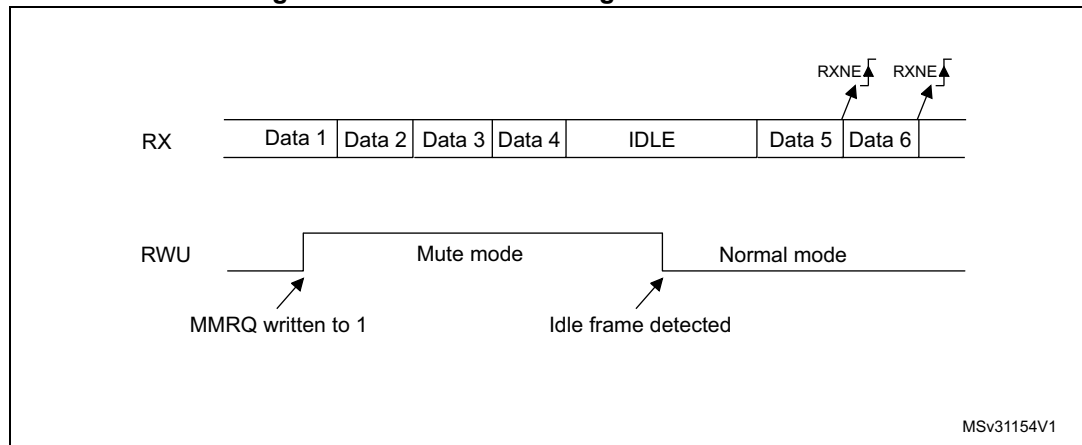 RXNE RXNE
RX Data 1 Data 2 Data 3 Data 4 IDLE Data 5 Data 6
RWU Mute mode Normal mode
MMRQ written to 1 Idle frame detected
MSv31154V1